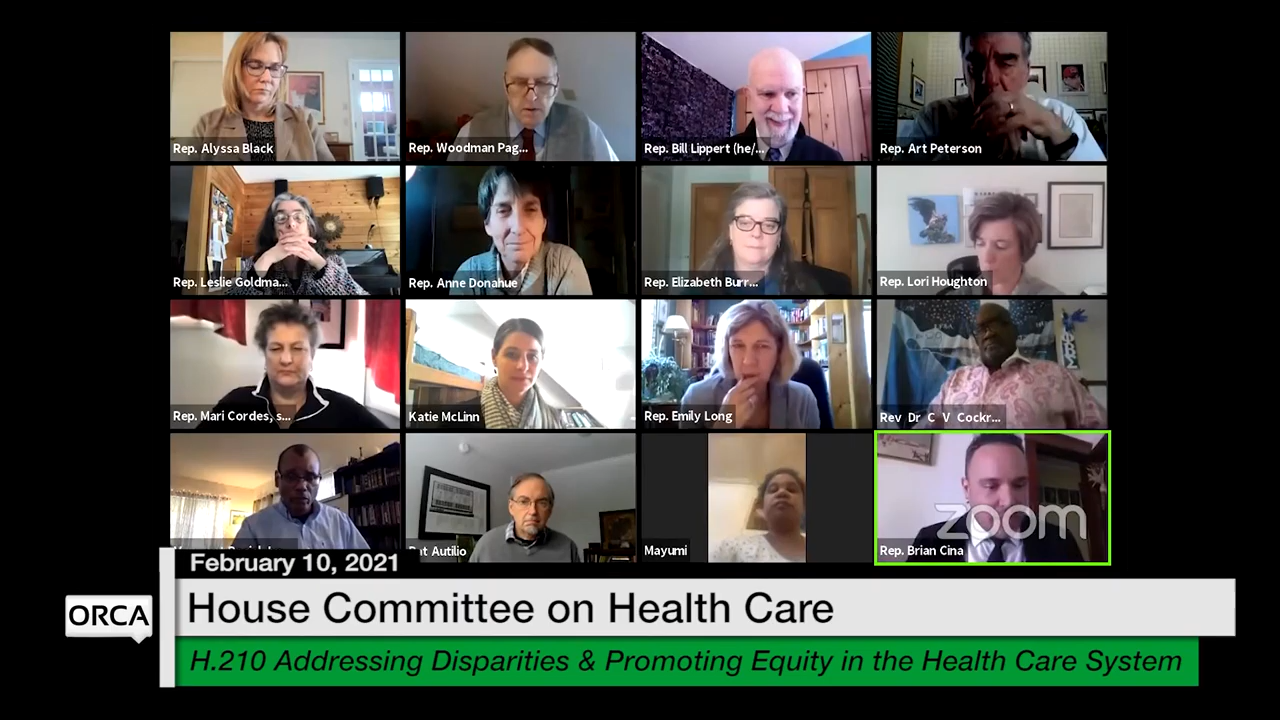 Rep. Alyssa Black
Rep. Woodman Pag...
Rep. Bill Lippert (he/...
Rep. Art Peterson
Rep. Leslie Goldma...
Rep. Anne Donahue
Rep. Elizabeth Burr...
Rep. Lori Houghton
Rep. Mari Cordes, s...
Katie McLinn
Rep. Emily Long
Rev Dr C V Cockr...
Pat Autilio
Mayumi
zoom
Rep. Brian Cina
February 10, 2021
ORCA
House Committee on Health Care
H.210 Addressing Disparities & Promoting Equity in the Health Care System